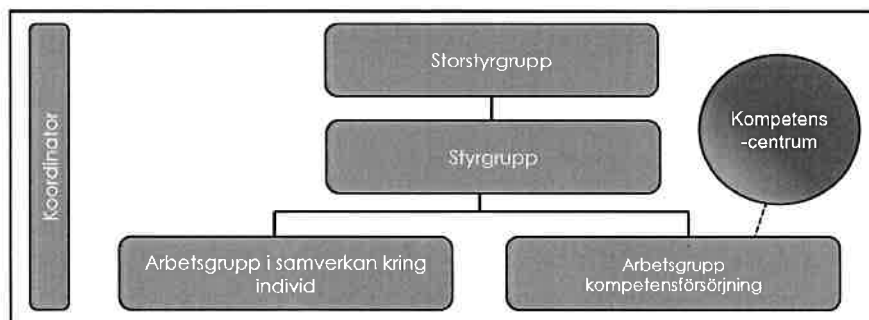 Koordinator
Storstyrgrupp
Styrgrupp
Kompetens
-centrum
Arbetsgrupp i samverkan kring
individ
Arbetsgrupp
kompetensförsörjning